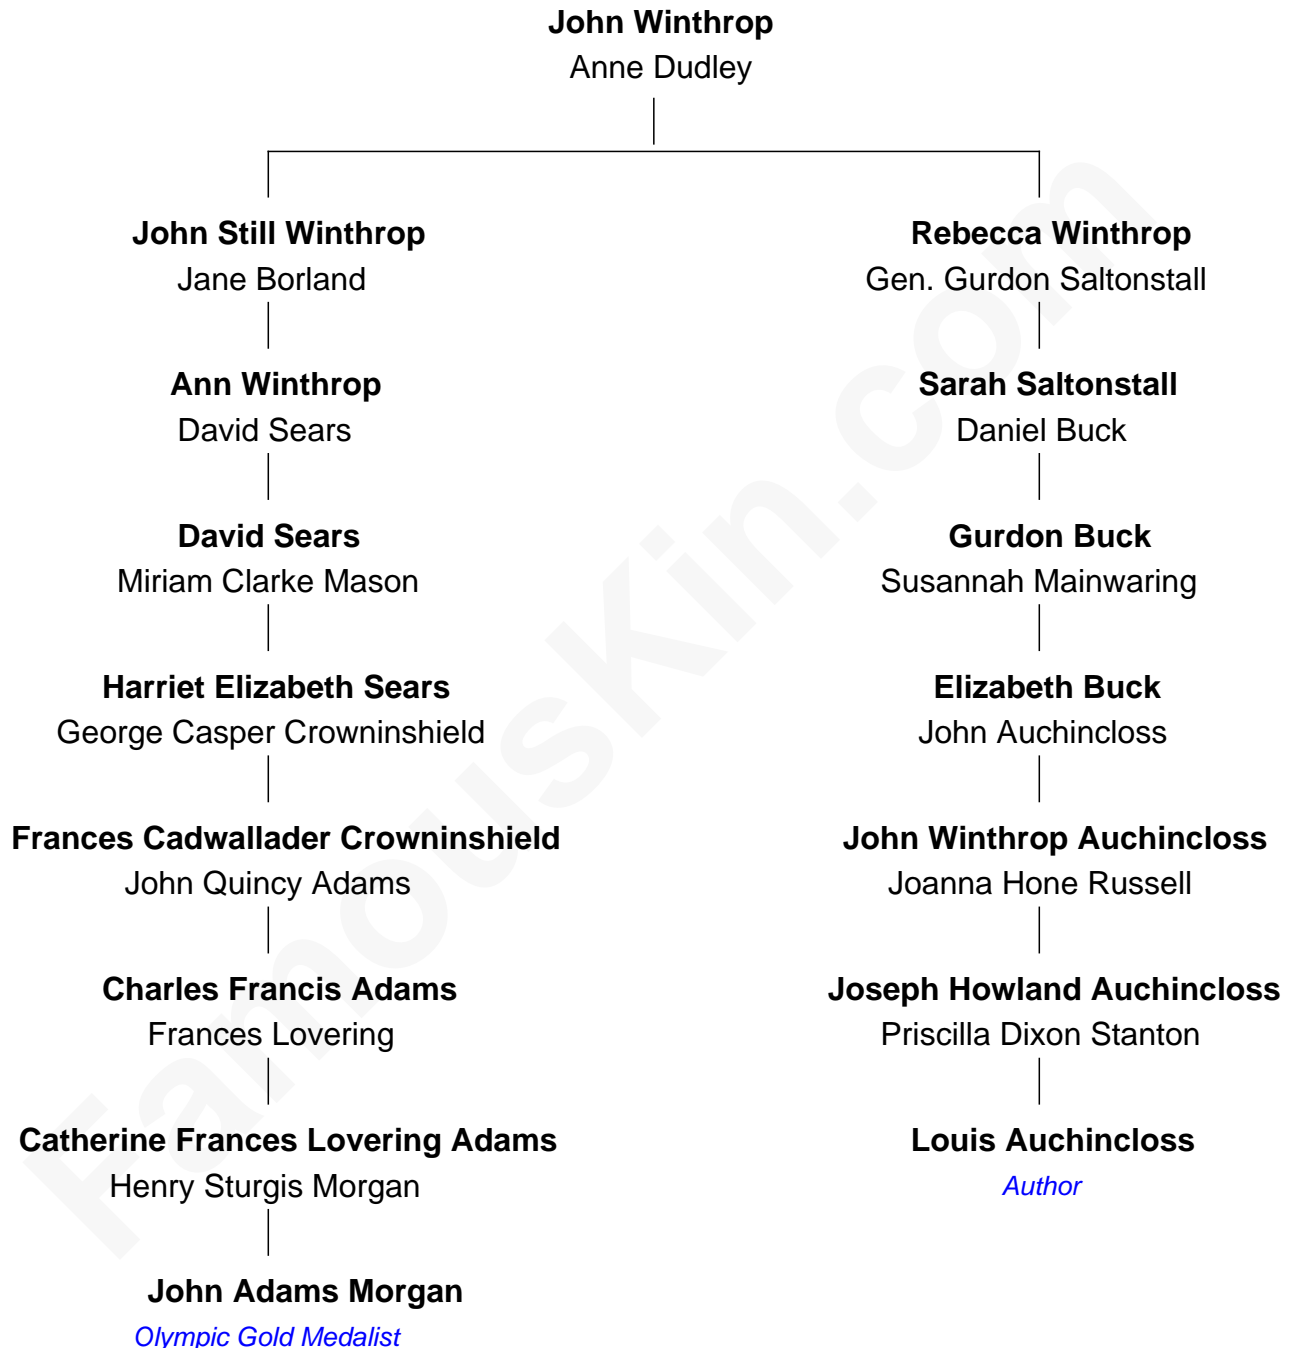 John Winthrop
Anne Dudley
John Still Winthrop
Jane Borland
Rebecca Winthrop
Gen. Gurdon Saltonstall
Ann Winthrop
David Sears
Sarah Saltonstall
Daniel Buck
David Sears
Miriam Clarke Mason
Gurdon Buck
Susannah Mainwaring
Harriet Elizabeth Sears
George Casper Crowninshield
Elizabeth Buck
John Auchincloss
Frances Cadwallader Crowninshield
John Quincy Adams
John Winthrop Auchincloss
Joanna Hone Russell
Charles Francis Adams
Frances Lovering
Joseph Howland Auchincloss
Priscilla Dixon Stanton
Catherine Frances Lovering Adams
Henry Sturgis Morgan
Louis Auchincloss
Author
John Adams Morgan
Olympic Gold Medalist
FamousKin.com